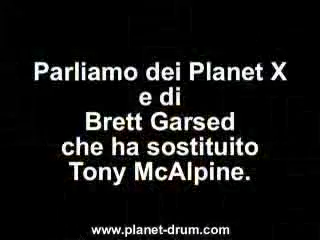 Parliamo dei Planet X
e di
Brett Garsed
che ha sostituito
Tony McAlpine.
www.planet-drum.com